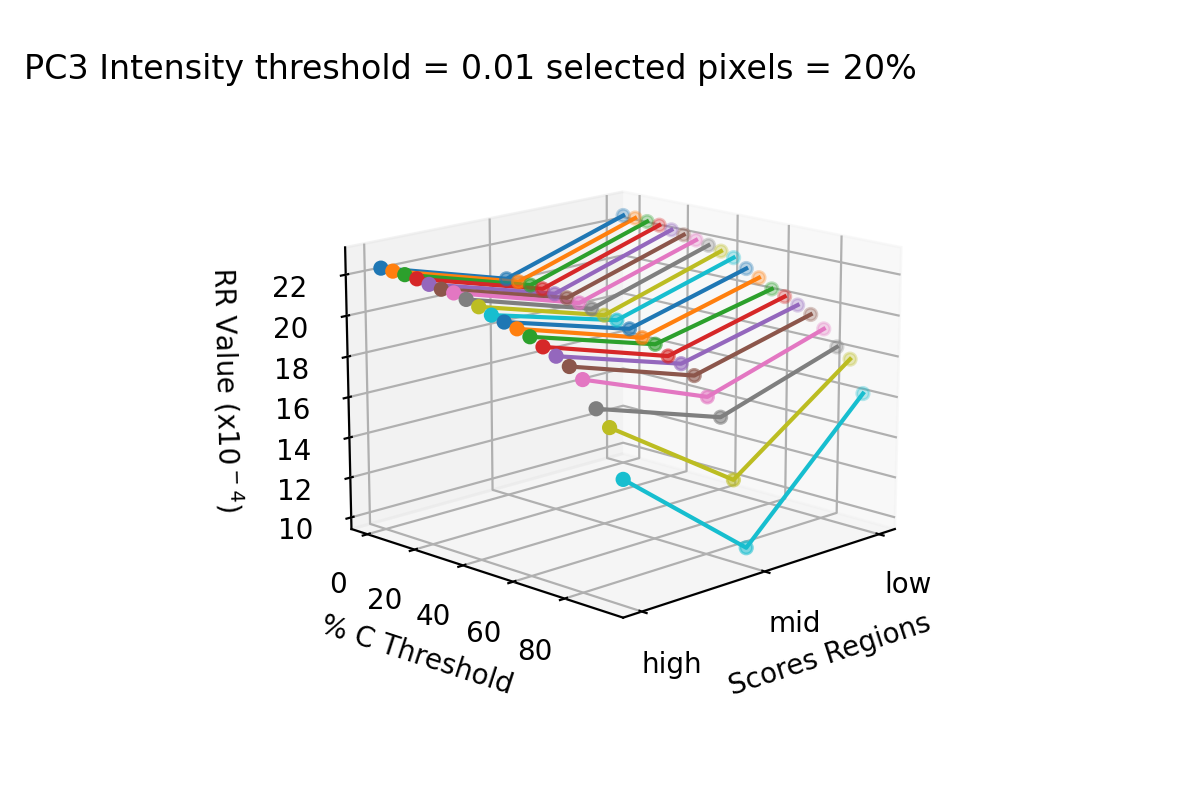 PC3 Intensity threshold = 0.01 selected pixels = 20%
RR Value (x10⁻⁴)
22
20
18
16
14
12
10
0
20
40
60
80
% C Threshold
high
mid
low
Scores Regions